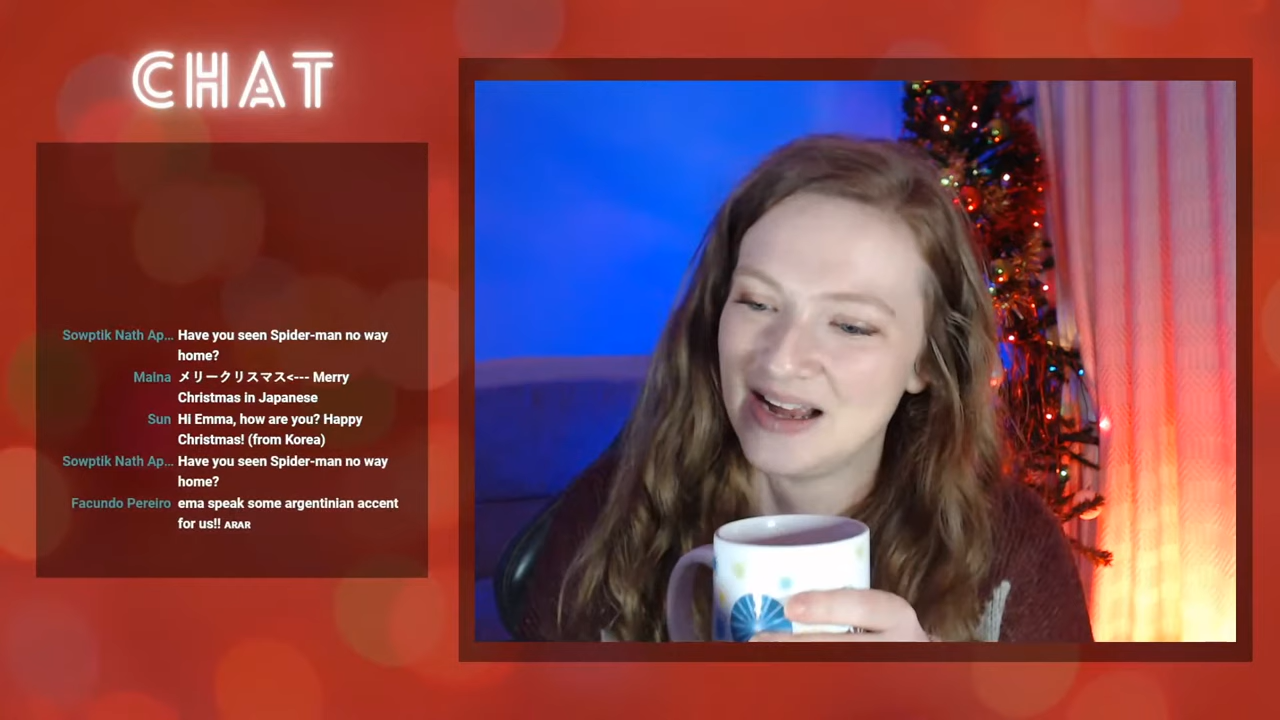 CHAT
Sowptik Nath Ap... Have you seen Spider-man no way
home?
Malna メリークリスマス<--- Merry
Christmas in Japanese
Sun Hi Emma, how are you? Happy
Christmas! (from Korea)
Sowptik Nath Ap... Have you seen Spider-man no way
home?
Facundo Pereiro ema speak some argentinian accent
for us!! ᴀʀᴀʀ